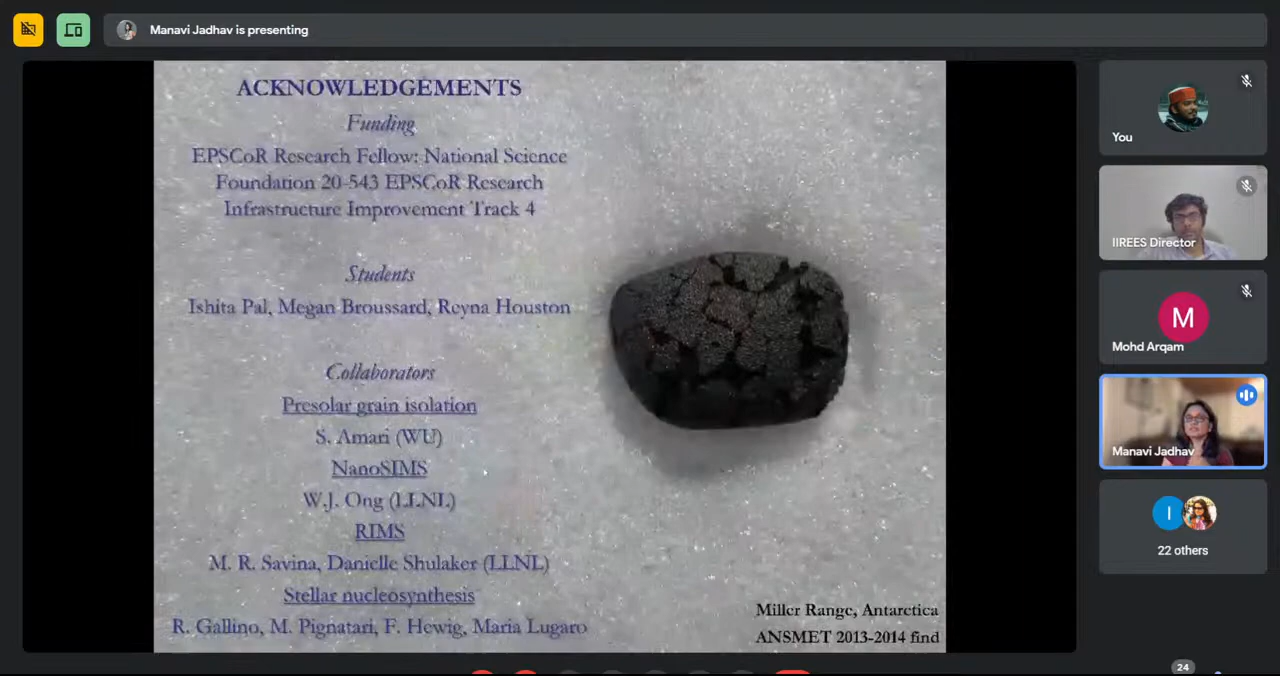 Manavi Jadhav is presenting
ACKNOWLEDGEMENTS
Funding
EPSCoR Research Fellow: National Science
Foundation 20-543 EPSCoR Research
Infrastructure Improvement Track 4
Students
Ishita Pal, Megan Broussard, Reyna Houston
Collaborators
Presolar grain isolation
S. Amari (WU)
NanoSIMS
W.J. Ong (LLNL)
RIMS
M. R. Savina, Danielle Shulaker (LLNL)
Stellar nucleosynthesis
R. Gallino, M. Pignatari, F. Hewig, Maria Lugaro
Miller Range, Antarctica
ANSMET 2013-2014 find
You
IIREES Director
M
Mohd Arqam
Manavi Jadhav
I
22 others
24